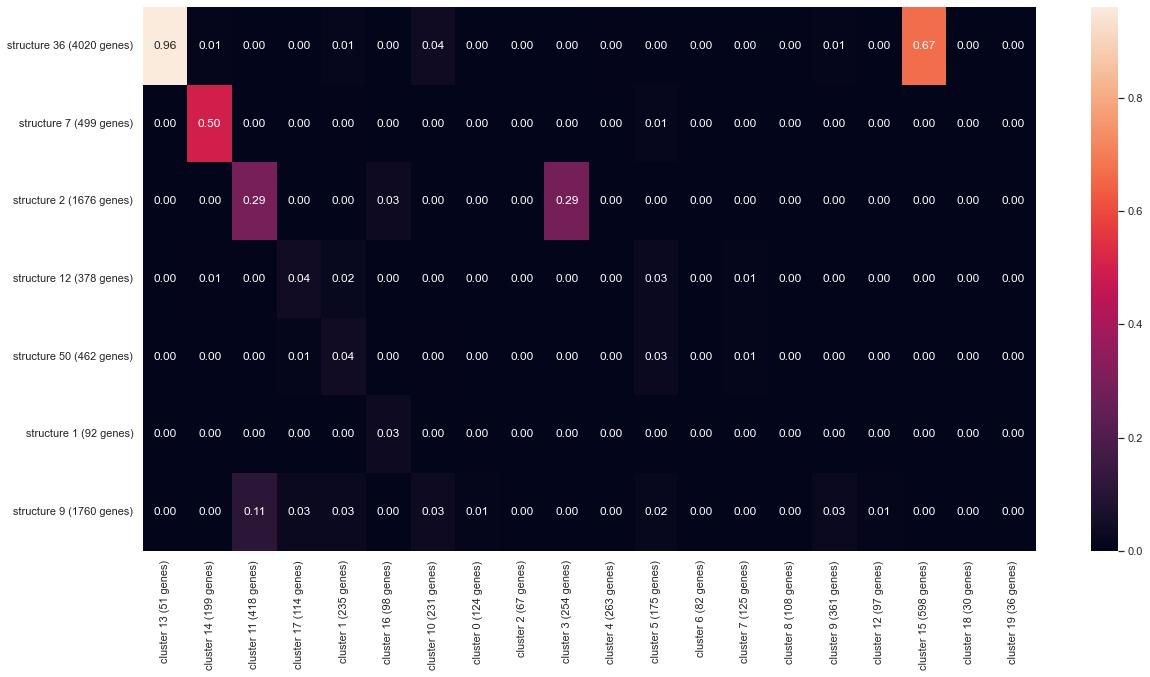 structure 36 (4020 genes) 0.96 0.01 0.00 0.00 0.01 0.00 0.04 0.00 0.00 0.00 0.00 0.00 0.00 0.00 0.00 0.01 0.00 0.67 0.00 0.00
0.8
structure 7 (499 genes) 0.00 0.50 0.00 0.00 0.00 0.00 0.00 0.00 0.00 0.00 0.00 0.01 0.00 0.00 0.00 0.00 0.00 0.00 0.00 0.00
structure 2 (1676 genes) 0.00 0.00 0.29 0.00 0.00 0.03 0.00 0.00 0.00 0.29 0.00 0.00 0.00 0.00 0.00 0.00 0.00 0.00 0.00 0.00
0.6
structure 12 (378 genes) 0.00 0.01 0.00 0.04 0.02 0.00 0.00 0.00 0.00 0.00 0.00 0.03 0.00 0.01 0.00 0.00 0.00 0.00 0.00 0.00
0.4
structure 50 (462 genes) 0.00 0.00 0.00 0.01 0.04 0.00 0.00 0.00 0.00 0.00 0.00 0.03 0.00 0.01 0.00 0.00 0.00 0.00 0.00 0.00
structure 1 (92 genes) 0.00 0.00 0.00 0.00 0.00 0.03 0.00 0.00 0.00 0.00 0.00 0.00 0.00 0.00 0.00 0.00 0.00 0.00 0.00 0.00
0.2
structure 9 (1760 genes) 0.00 0.00 0.11 0.03 0.03 0.00 0.03 0.01 0.00 0.00 0.00 0.02 0.00 0.00 0.00 0.03 0.01 0.00 0.00 0.00
0.0
cluster 13 (51 genes)
cluster 14 (199 genes)
cluster 11 (418 genes)
cluster 17 (114 genes)
cluster 1 (235 genes)
cluster 16 (98 genes)
cluster 10 (231 genes)
cluster 0 (124 genes)
cluster 2 (67 genes)
cluster 3 (254 genes)
cluster 4 (263 genes)
cluster 5 (175 genes)
cluster 6 (82 genes)
cluster 7 (125 genes)
cluster 8 (108 genes)
cluster 9 (361 genes)
cluster 12 (97 genes)
cluster 15 (598 genes)
cluster 18 (30 genes)
cluster 19 (36 genes)